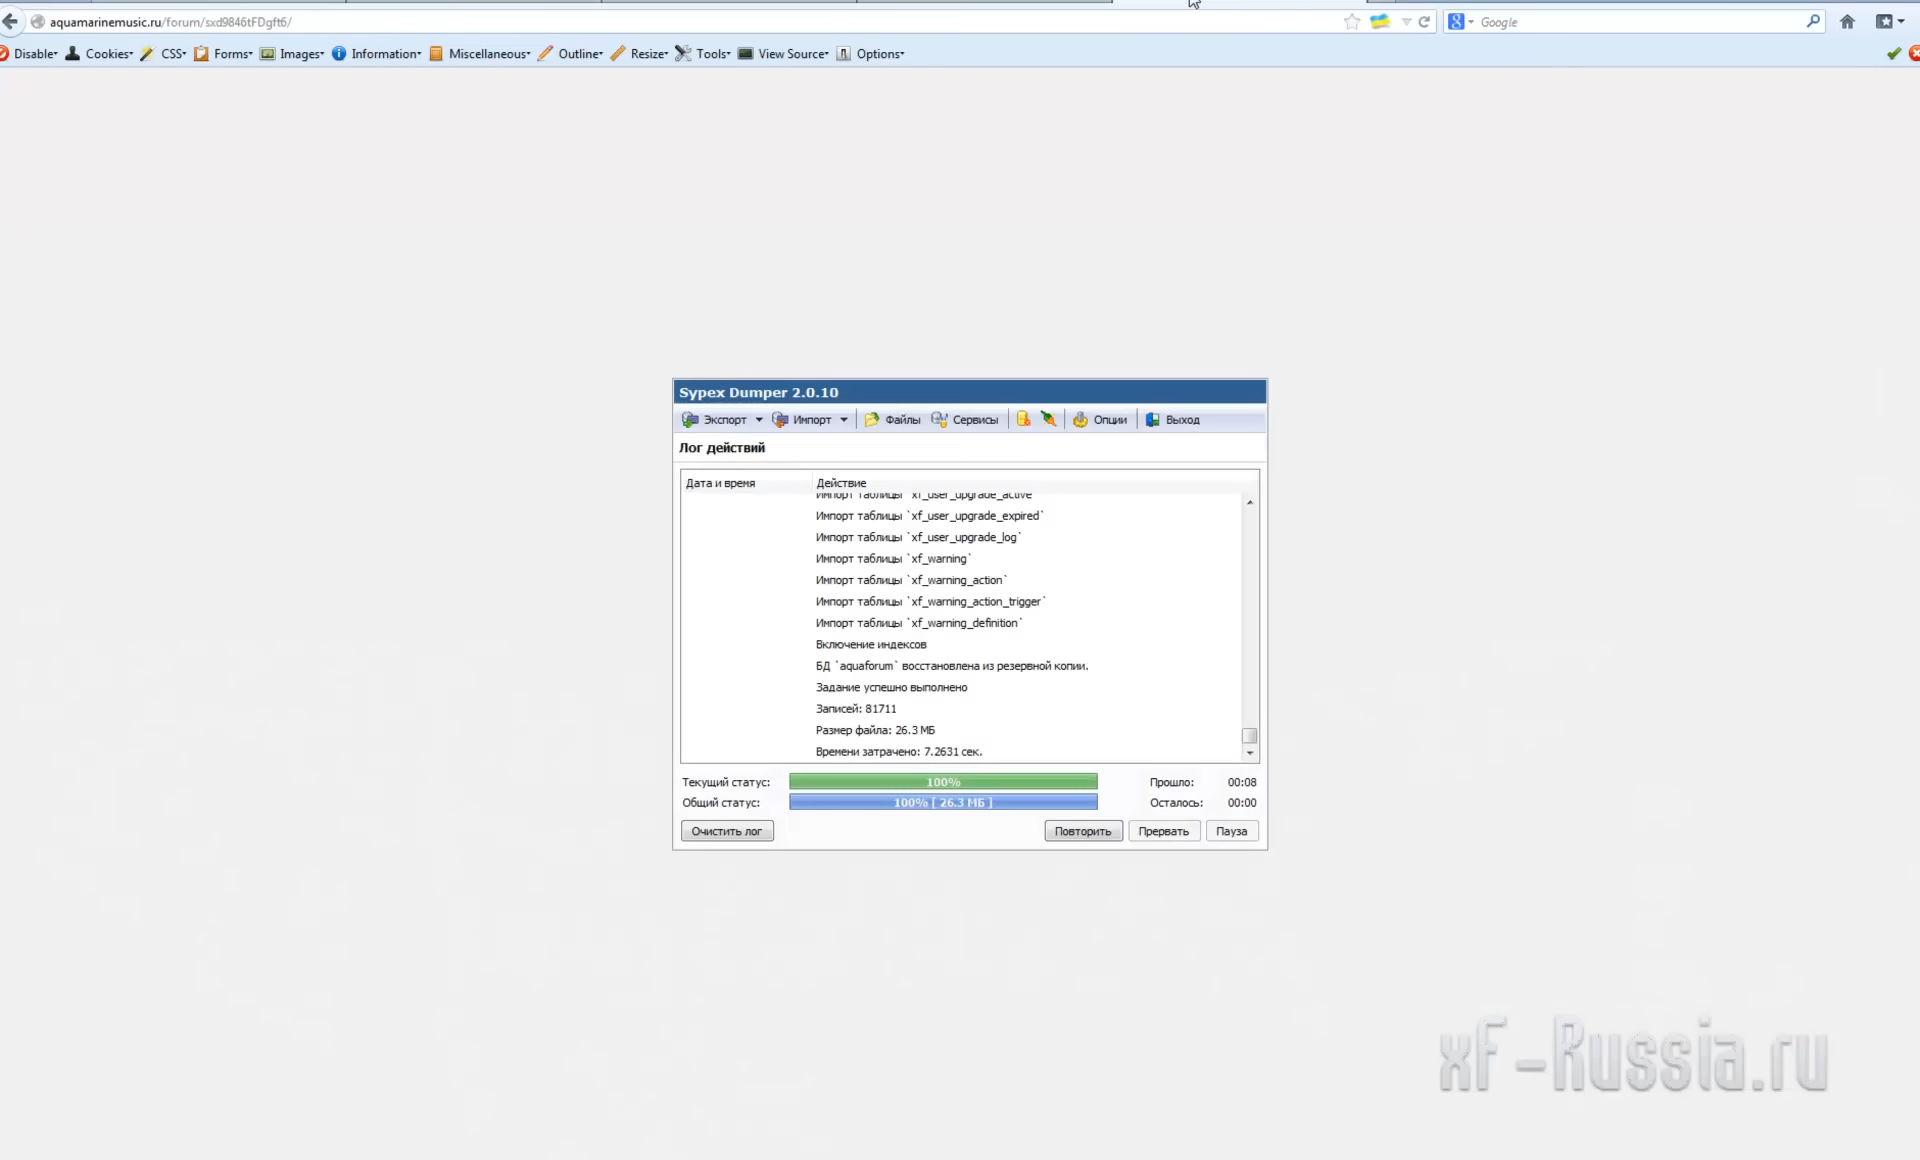 aquamarinemusic.ru/forum/sxd9846tFDgft6/
Google
Disable Cookies CSS Forms Images Information Miscellaneous Outline Resize Tools View Source Options
Sypex Dumper 2.0.10
Экспорт Импорт Файлы Сервисы Опции Выход
Лог действий
Дата и время Действие
Импорт таблицы `xf_user_upgrade_active`
Импорт таблицы `xf_user_upgrade_expired`
Импорт таблицы `xf_user_upgrade_log`
Импорт таблицы `xf_warning`
Импорт таблицы `xf_warning_action`
Импорт таблицы `xf_warning_action_trigger`
Импорт таблицы `xf_warning_definition`
Включение индексов
БД `aquaforum` восстановлена из резервной копии.
Задание успешно выполнено
Записей: 81711
Размер файла: 26.3 МБ
Времени затрачено: 7.2631 сек.
Текущий статус: 100% Прошло: 00:08
Общий статус: 100% [ 26.3 МБ ] Осталось: 00:00
Очистить лог Повторить Прервать Пауза
xF-Russia.ru